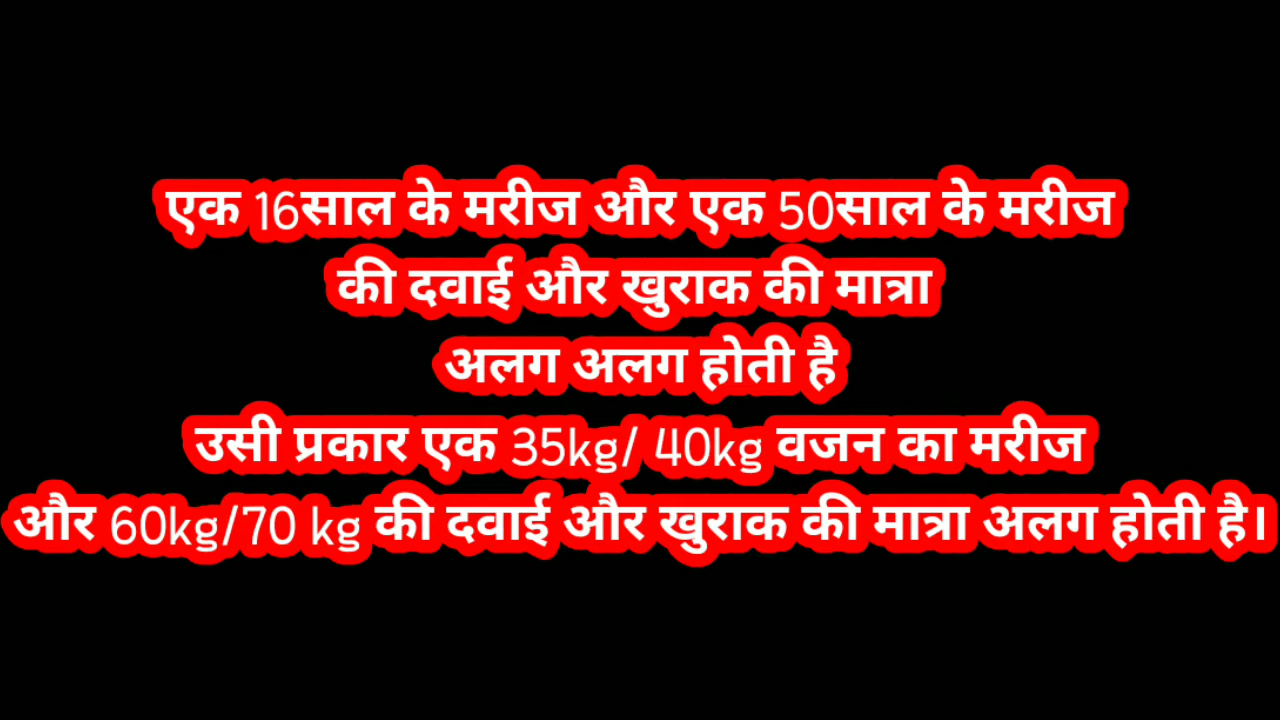 एक 16साल के मरीज और एक 50साल के मरीज
की दवाई और खुराक की मात्रा
अलग अलग होती है
उसी प्रकार एक 35kg/ 40kg वजन का मरीज
और 60kg/70 kg की दवाई और खुराक की मात्रा अलग होती है।